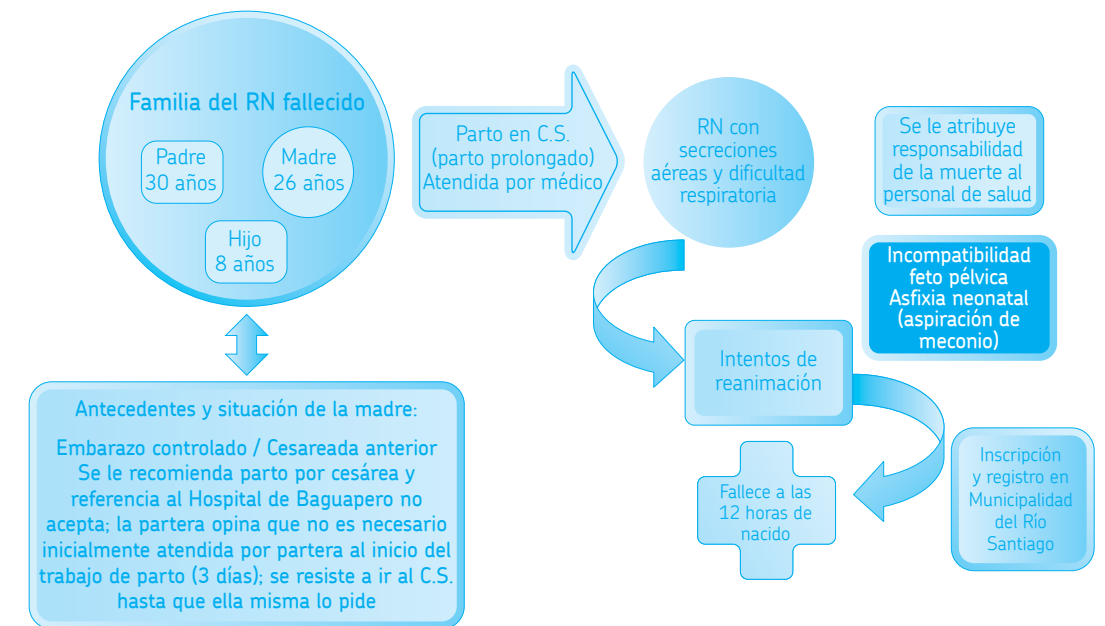 Familia del RN fallecido
Padre
30 años
Madre
26 años
Hijo
8 años
Parto en C.S.
(parto prolongado)
Atendida por médico
RN con
secreciones
aéreas y dificultad
respiratoria
Se le atribuye
responsabilidad
de la muerte al
personal de salud
Incompatibilidad
feto pélvica
Asfixia neonatal
(aspiración de
meconio)
Intentos de
reanimación
Antecedentes y situación de la madre:
Embarazo controlado / Cesareada anterior
Se le recomienda parto por cesárea y
referencia al Hospital de Baguapero no
acepta; la partera opina que no es necesario
inicialmente atendida por partera al inicio del
trabajo de parto (3 días); se resiste a ir al C.S.
hasta que ella misma lo pide
Fallece a las
12 horas de
nacido
Inscripción
y registro en
Municipalidad
del Río
Santiago